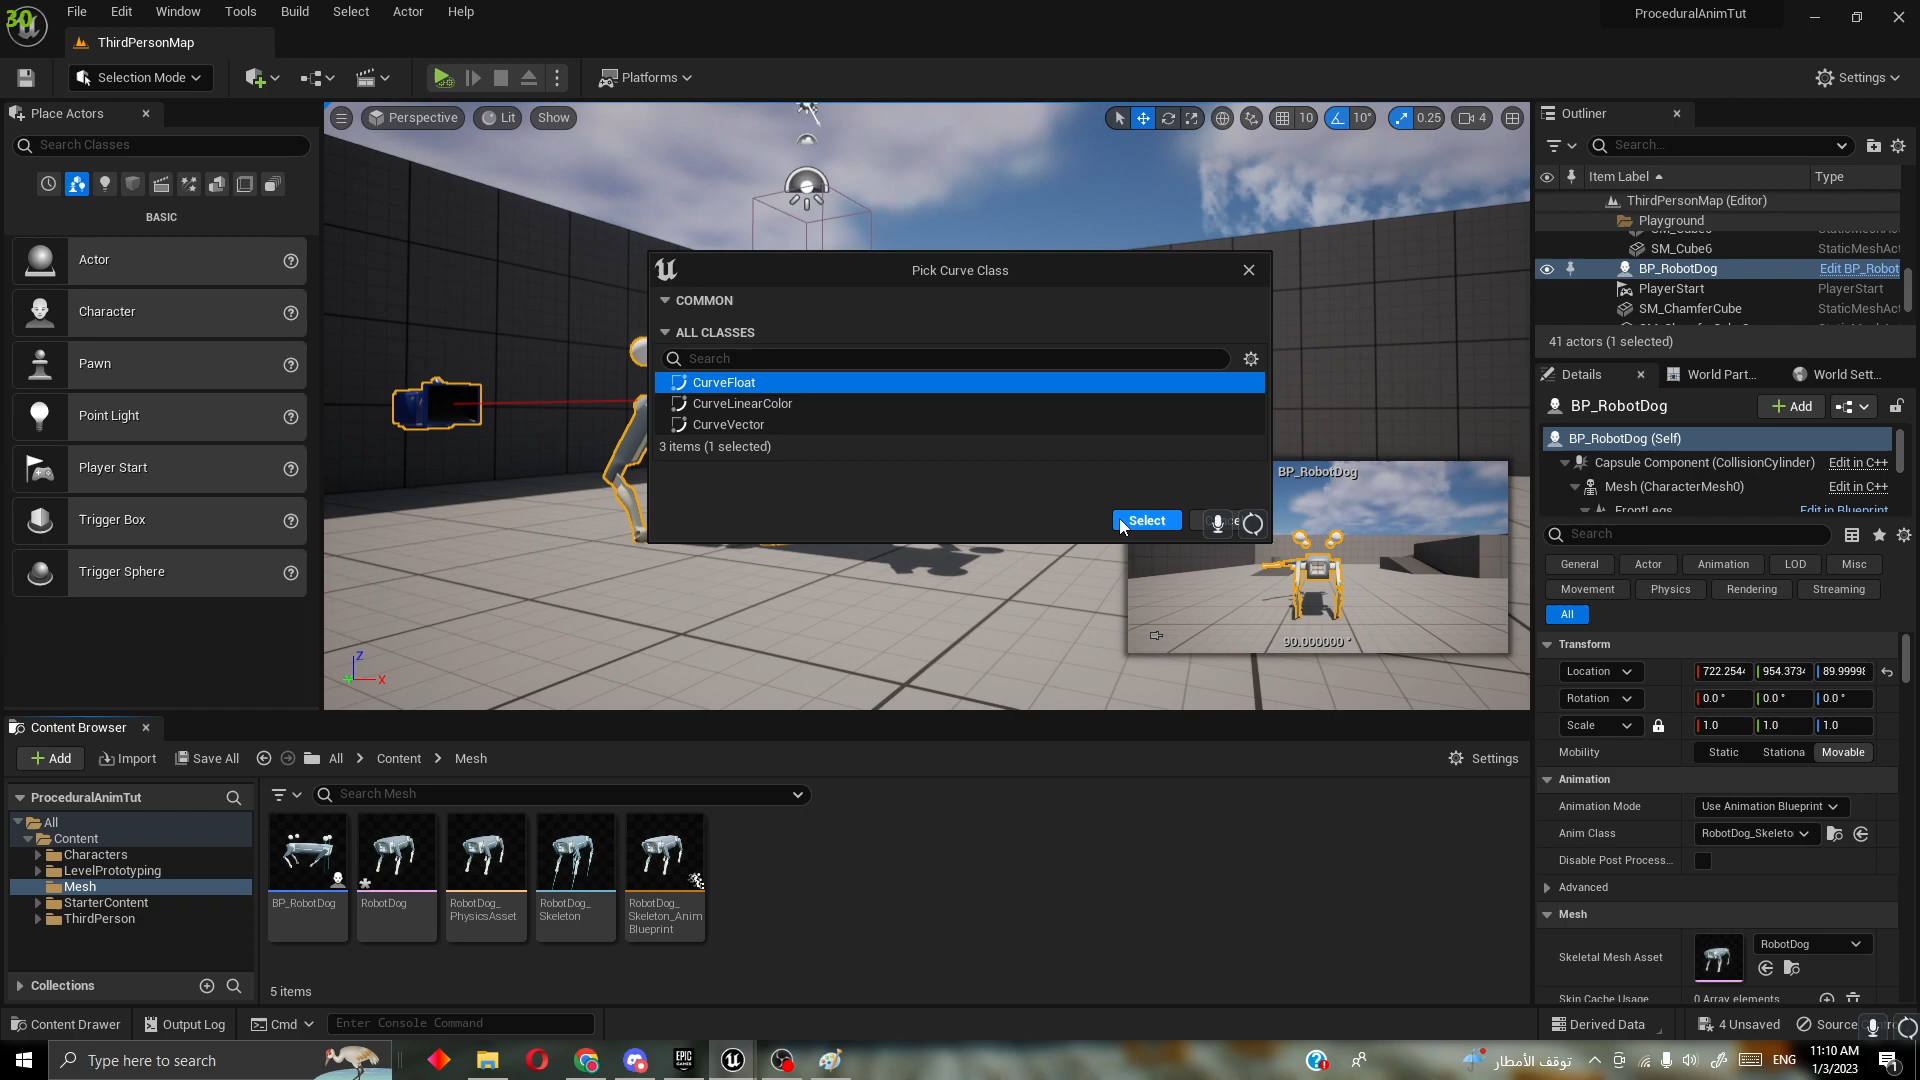 30
File Edit Window Tools Build Select Actor Help
ProceduralAnimTut
ThirdPersonMap
Selection Mode
Platforms
Settings
Place Actors
Search Classes
BASIC
Actor
Character
Pawn
Point Light
Player Start
Trigger Box
Trigger Sphere
Perspective Lit Show
10 10° 0.25 4
Pick Curve Class
COMMON
ALL CLASSES
Search
CurveFloat
CurveLinearColor
CurveVector
3 items (1 selected)
Select
BP_RobotDog
90.000000 °
Z
X
Outliner
Search...
Item Label Type
ThirdPersonMap (Editor)
Playground
SM_Cube6 StaticMeshAct
BP_RobotDog Edit BP_Robot
PlayerStart PlayerStart
SM_ChamferCube StaticMeshAct
41 actors (1 selected)
Details World Part... World Sett...
BP_RobotDog
Add
BP_RobotDog (Self)
Capsule Component (CollisionCylinder) Edit in C++
Mesh (CharacterMesh0) Edit in C++
FrontLegs Edit in Blueprint
Search
General Actor Animation LOD Misc
Movement Physics Rendering Streaming
All
Transform
Location 722.254 954.373 89.9999
Rotation 0.0 ° 0.0 ° 0.0 °
Scale 1.0 1.0 1.0
Mobility Static Stationa Movable
Animation
Animation Mode Use Animation Blueprint
Anim Class RobotDog_Skeleto
Disable Post Process...
Advanced
Mesh
Skeletal Mesh Asset RobotDog
Skin Cache Usage 0 Array elements
Content Browser
Add Import Save All All Content Mesh Settings
ProceduralAnimTut
Search Mesh
All
Content
Characters
LevelPrototyping
Mesh
StarterContent
ThirdPerson
Collections
BP_RobotDog
RobotDog
RobotDog_
PhysicsAsset
RobotDog_
Skeleton
RobotDog_
Skeleton_Anim
Blueprint
5 items
Content Drawer Output Log Cmd Enter Console Command
Derived Data 4 Unsaved Source
Type here to search
EPIC
GAMES
توقف الأمطار
ENG
11:10 AM
1/3/2023
1